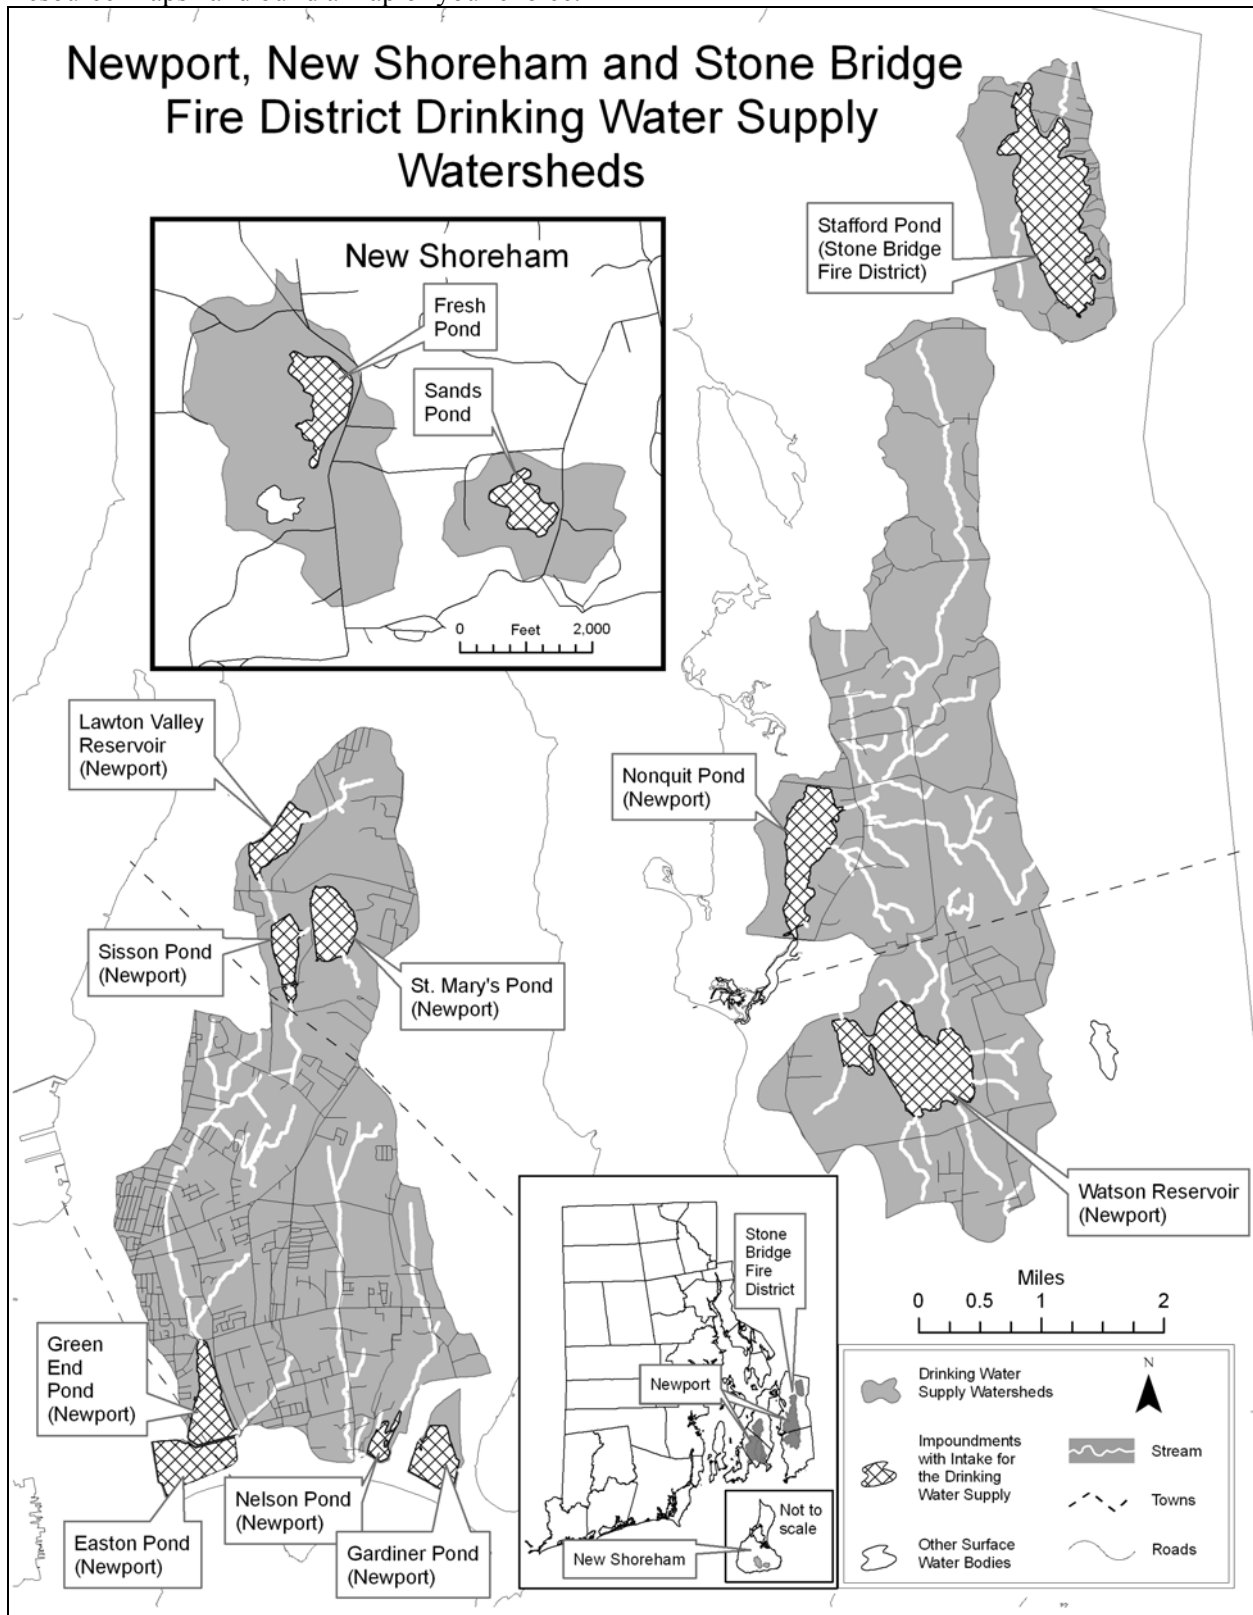 Newport, New Shoreham and Stone Bridge
Fire District Drinking Water Supply
Watersheds
Stafford Pond
(Stone Bridge
Fire District)
New Shoreham
Fresh
Pond
Sands
Pond
0 Feet 2,000
Lawton Valley
Reservoir
(Newport)
Nonquit Pond
(Newport)
Sisson Pond
(Newport)
St. Mary's Pond
(Newport)
Watson Reservoir
(Newport)
Green
End
Pond
(Newport)
Easton Pond
(Newport)
Nelson Pond
(Newport)
Gardiner Pond
(Newport)
Stone
Bridge
Fire
District
Newport
Not to
scale
New Shoreham
Miles
0 0.5 1 2
Drinking Water
Supply Watersheds
N
Impoundments
with Intake for
the Drinking
Water Supply
Stream
Towns
Other Surface
Water Bodies
Roads